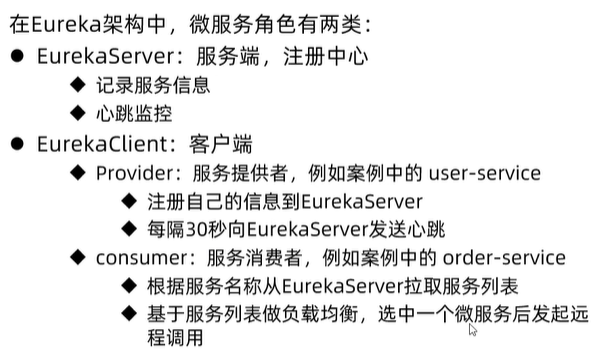 在Eureka架构中，微服务角色有两类：
● EurekaServer：服务端，注册中心
◆ 记录服务信息
◆ 心跳监控
● EurekaClient：客户端
◆ Provider：服务提供者，例如案例中的 user-service
◆ 注册自己的信息到EurekaServer
◆ 每隔30秒向EurekaServer发送心跳
◆ consumer：服务消费者，例如案例中的 order-service
◆ 根据服务名称从EurekaServer拉取服务列表
◆ 基于服务列表做负载均衡，选中一个微服务后发起远
程调用